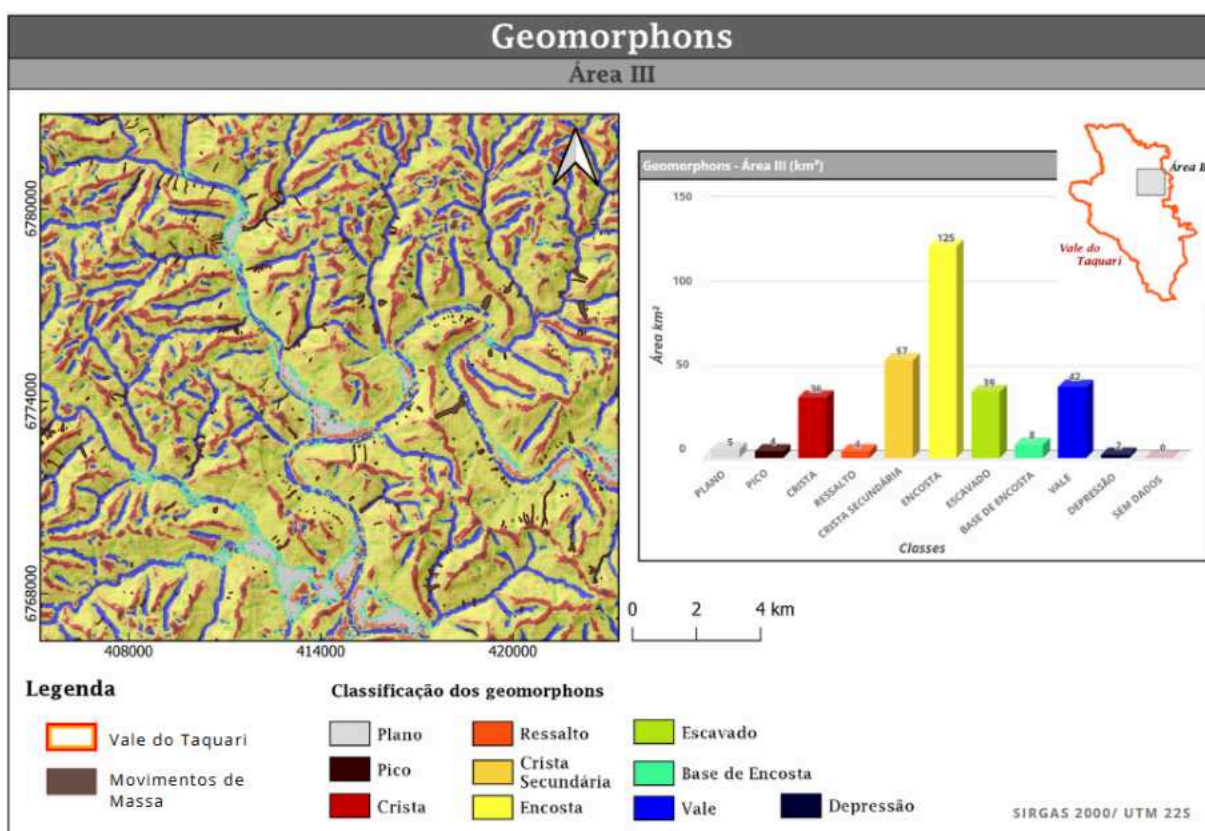 Geomorphons
Área III
6780000
6774000
6768000
408000
414000
420000
Geomorphons - Área III (km²)
Área km²
150
100
50
0
5
4
36
4
57
125
39
8
42
2
0
PLANO
PICO
CRISTA
RESSALTO
CRISTA SECUNDÁRIA
ENCOSTA
ESCAVADO
BASE DE ENCOSTA
VALE
DEPRESSÃO
SEM DADOS
Classes
Área II
Vale do
Taquari
0 2 4 km
Legenda
Vale do Taquari
Movimentos de
Massa
Classificação dos geomorphons
Plano
Pico
Crista
Ressalto
Crista
Secundária
Encosta
Escavado
Base de Encosta
Vale
Depressão
SIRGAS 2000/ UTM 22S